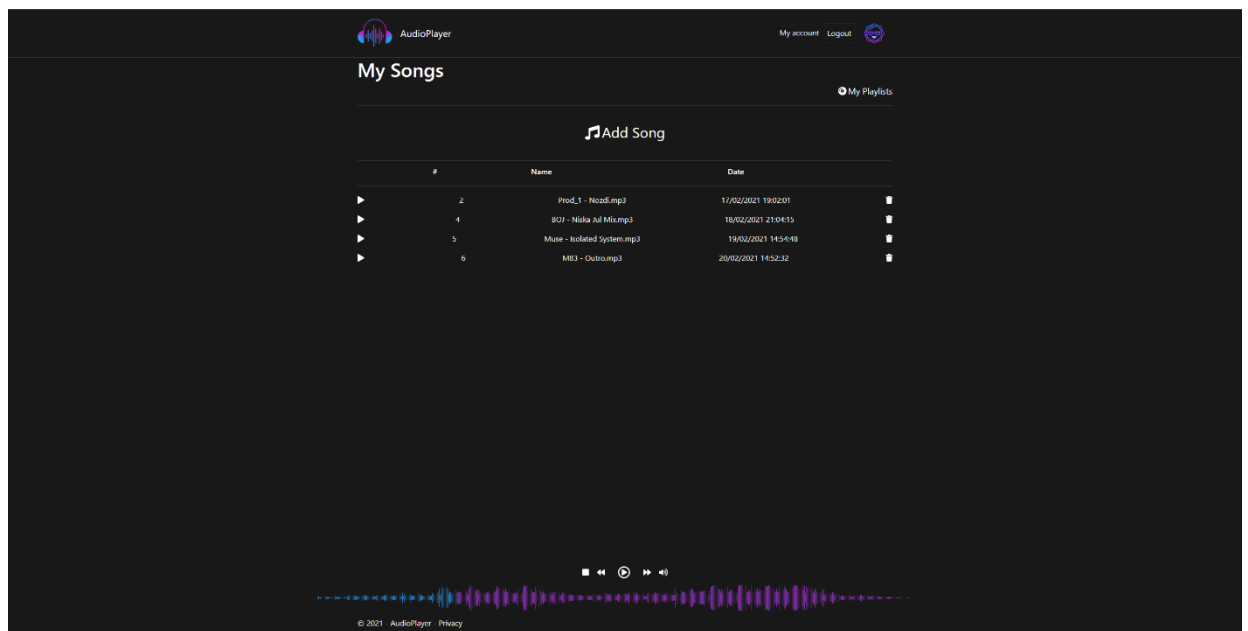 AudioPlayer My account Logout
My Songs
My Playlists
Add Song
# Name Date
2 Prod_1 - Nozdi.mp3 17/02/2021 19:02:01
4 BOJ - Niska Jul Mix.mp3 18/02/2021 21:04:15
5 Muse - Isolated System.mp3 19/02/2021 14:54:48
6 M83 - Outro.mp3 20/02/2021 14:52:32
© 2021 - AudioPlayer - Privacy